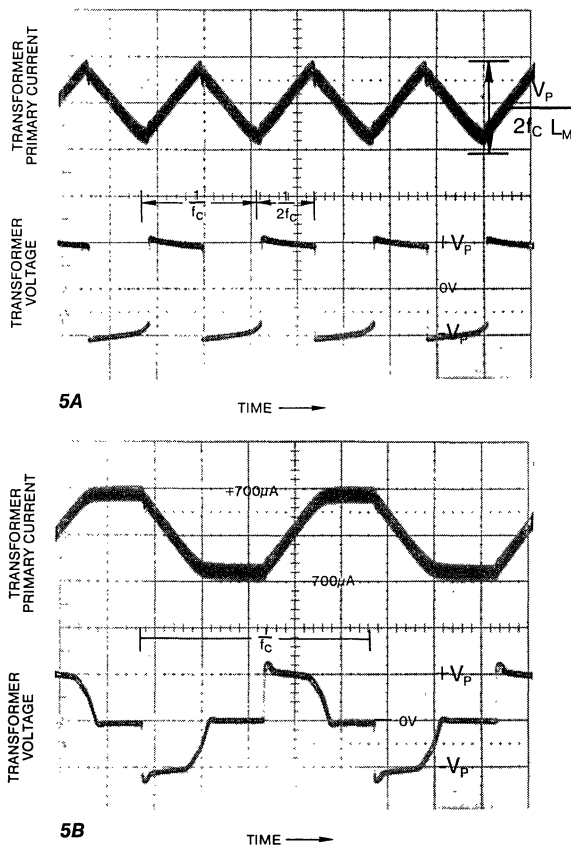 TRANSFORMER
PRIMARY CURRENT
V_P
2f_C L_M
1
f_C
1
2f_C
TRANSFORMER
VOLTAGE
+V_P
0V
-V_P
5A
TIME
TRANSFORMER
PRIMARY CURRENT
+700µA
-700µA
f_C
TRANSFORMER
VOLTAGE
+V_P
0V
-V_P
5B
TIME